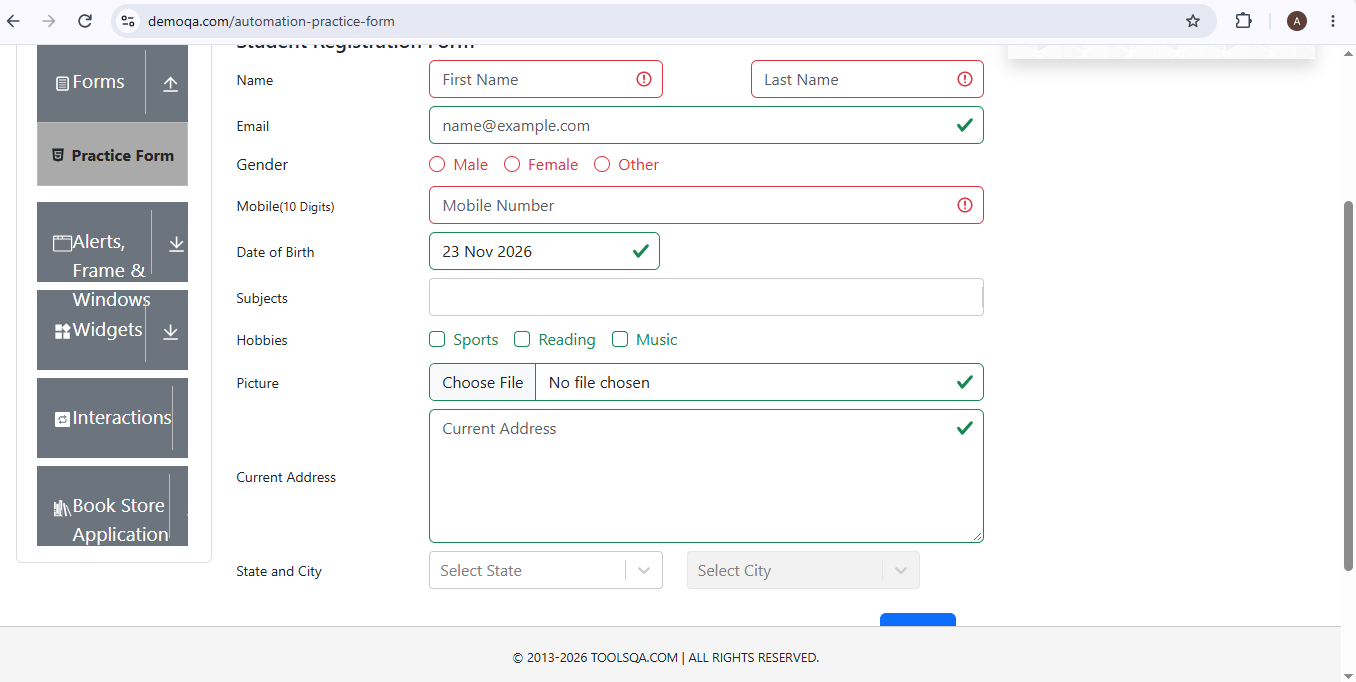 demoqa.com/automation-practice-form
A
Student Registration Form
Forms
Practice Form
Alerts,
Frame &
Windows
Widgets
Interactions
Book Store
Application
Name First Name Last Name
Email name@example.com
Gender Male Female Other
Mobile(10 Digits) Mobile Number
Date of Birth 23 Nov 2026
Subjects
Hobbies Sports Reading Music
Picture Choose File No file chosen
Current Address Current Address
State and City Select State Select City
© 2013-2026 TOOLSQA.COM | ALL RIGHTS RESERVED.